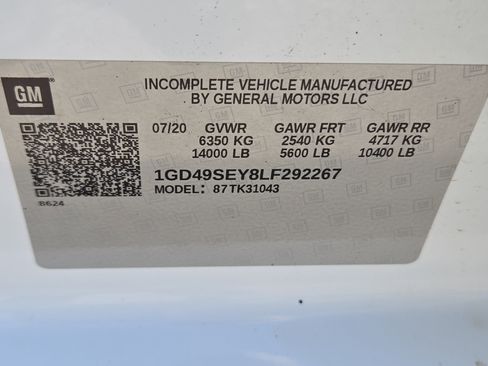 GM
INCOMPLETE VEHICLE MANUFACTURED
BY GENERAL MOTORS LLC
07/20 GVWR GAWR FRT GAWR RR
6350 KG 2540 KG 4717 KG
14000 LB 5600 LB 10400 LB
1GD49SEY8LF292267
MODEL: 87TK31043
8624